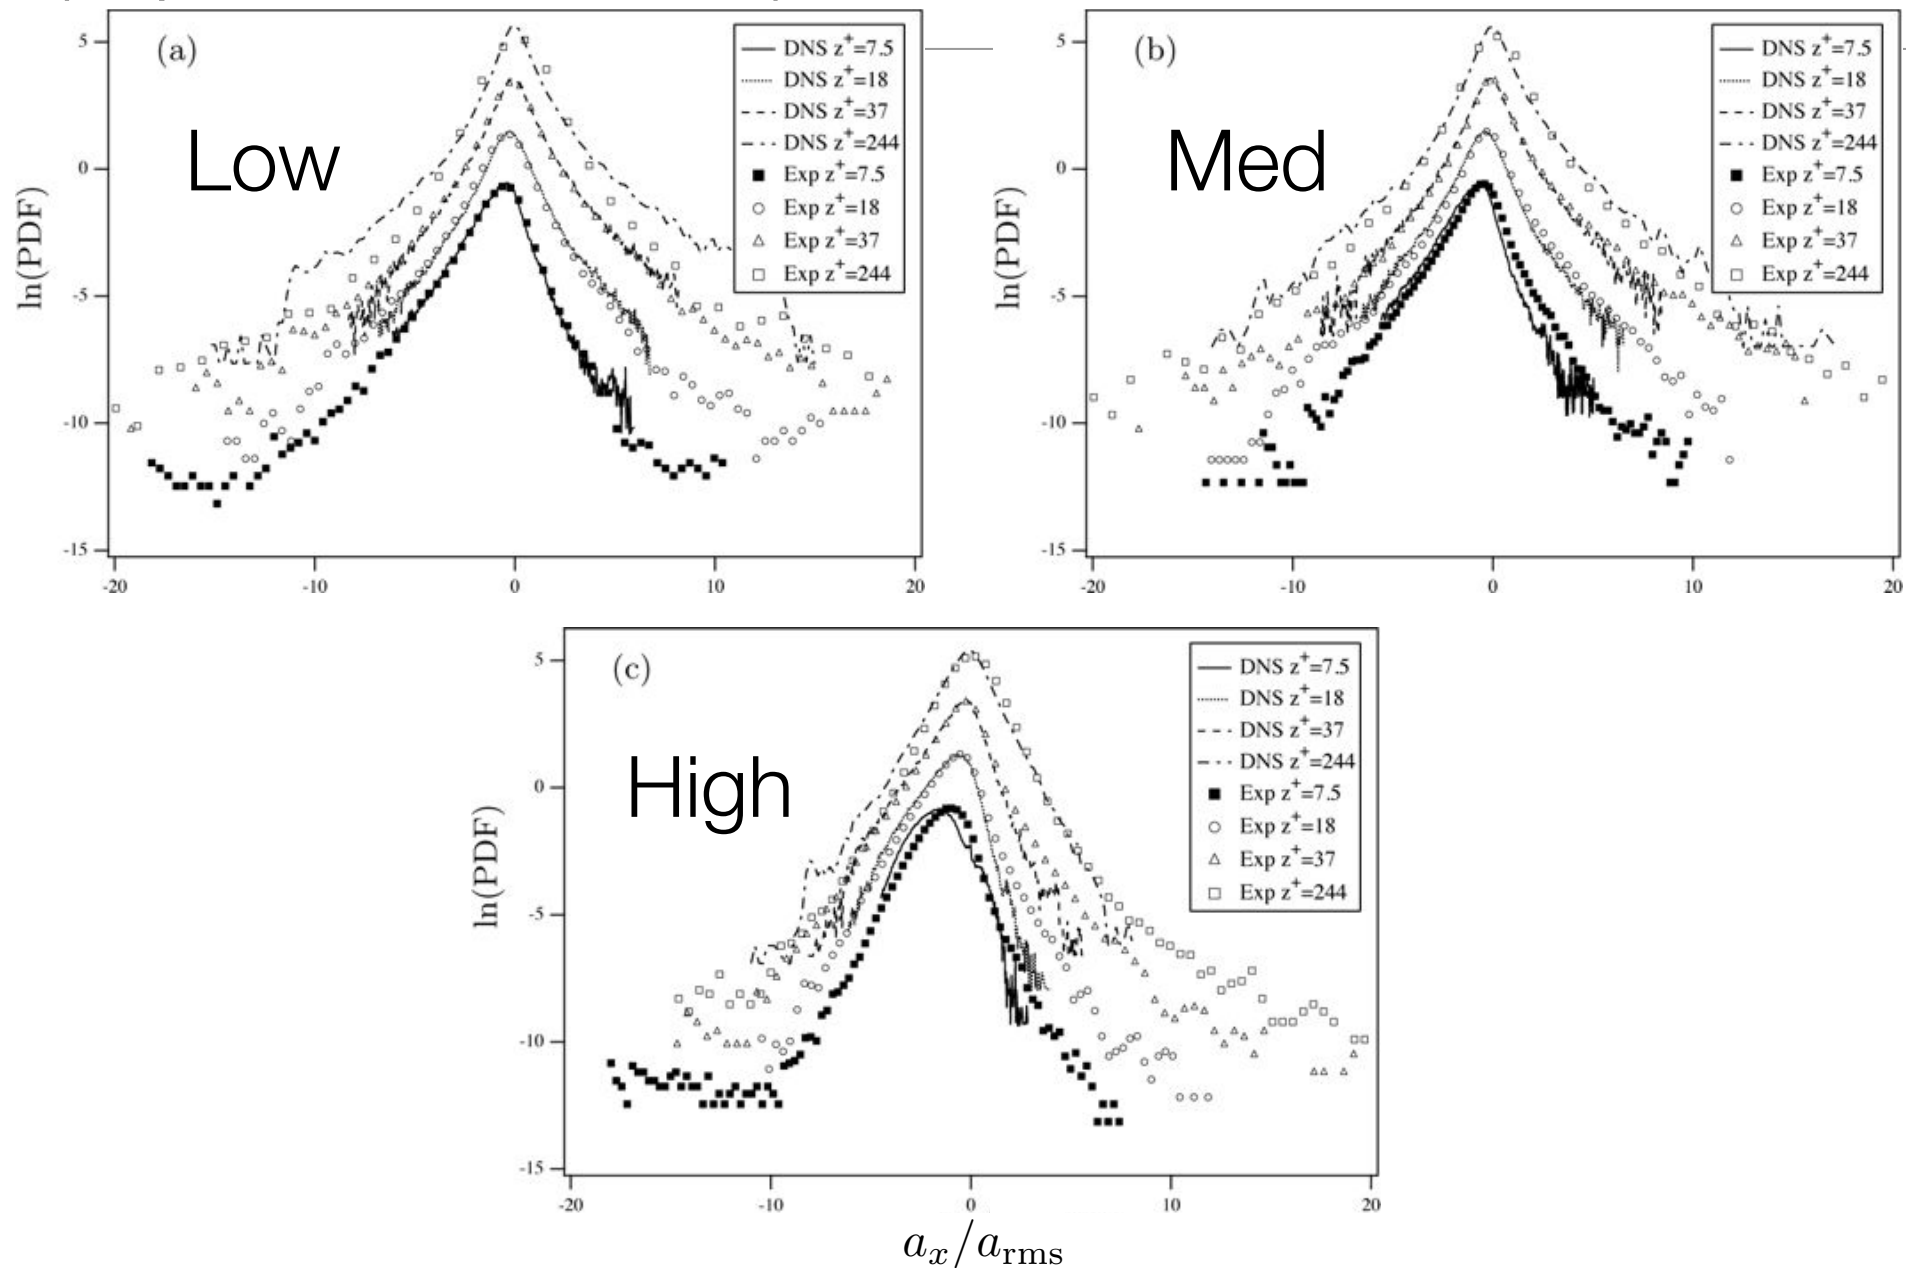 (a)
Low
ln(PDF)
5
0
-5
-10
-15
-20
-10
0
10
20
DNS z+=7.5
DNS z+=18
DNS z+=37
DNS z+=244
Exp z+=7.5
Exp z+=18
Exp z+=37
Exp z+=244
(b)
Med
ln(PDF)
5
0
-5
-10
-15
-20
-10
0
10
20
DNS z+=7.5
DNS z+=18
DNS z+=37
DNS z+=244
Exp z+=7.5
Exp z+=18
Exp z+=37
Exp z+=244
(c)
High
ln(PDF)
5
0
-5
-10
-15
-20
-10
0
10
20
DNS z+=7.5
DNS z+=18
DNS z+=37
DNS z+=244
Exp z+=7.5
Exp z+=18
Exp z+=37
Exp z+=244
a_x/a_rms